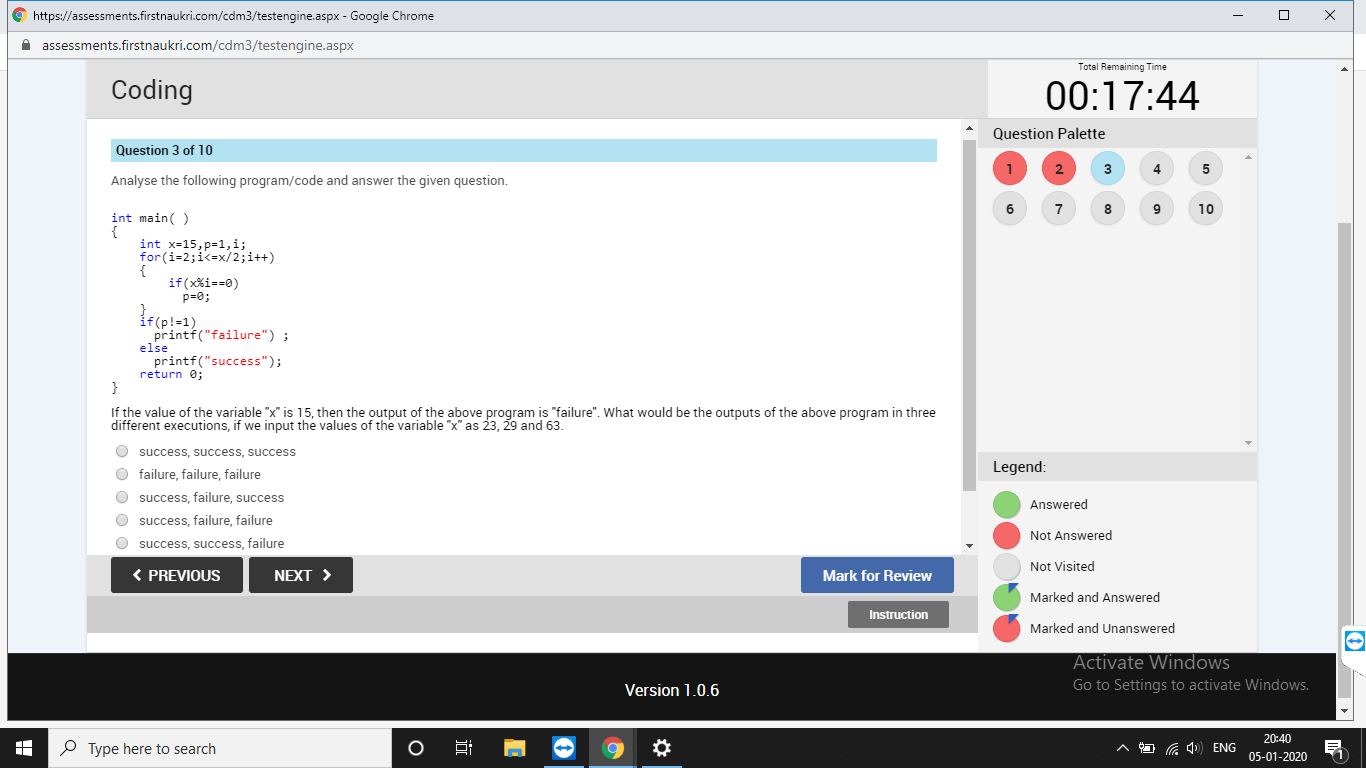 https://assessments.firstnaukri.com/cdm3/testengine.aspx - Google Chrome
assessments.firstnaukri.com/cdm3/testengine.aspx
Coding
Total Remaining Time
00:17:44
Question 3 of 10
Analyse the following program/code and answer the given question.
int main( )
{
int x=15,p=1,i;
for(i=2;i<=x/2;i++)
{
if(x%i==0)
p=0;
}
if(p!=1)
printf("failure") ;
else
printf("success");
return 0;
}
If the value of the variable "x" is 15, then the output of the above program is "failure". What would be the outputs of the above program in three
different executions, if we input the values of the variable "x" as 23, 29 and 63.
success, success, success
failure, failure, failure
success, failure, success
success, failure, failure
success, success, failure
PREVIOUS
NEXT
Mark for Review
Instruction
Question Palette
1 2 3 4 5
6 7 8 9 10
Legend:
Answered
Not Answered
Not Visited
Marked and Answered
Marked and Unanswered
Activate Windows
Go to Settings to activate Windows.
Version 1.0.6
Type here to search
ENG
20:40
05-01-2020
1